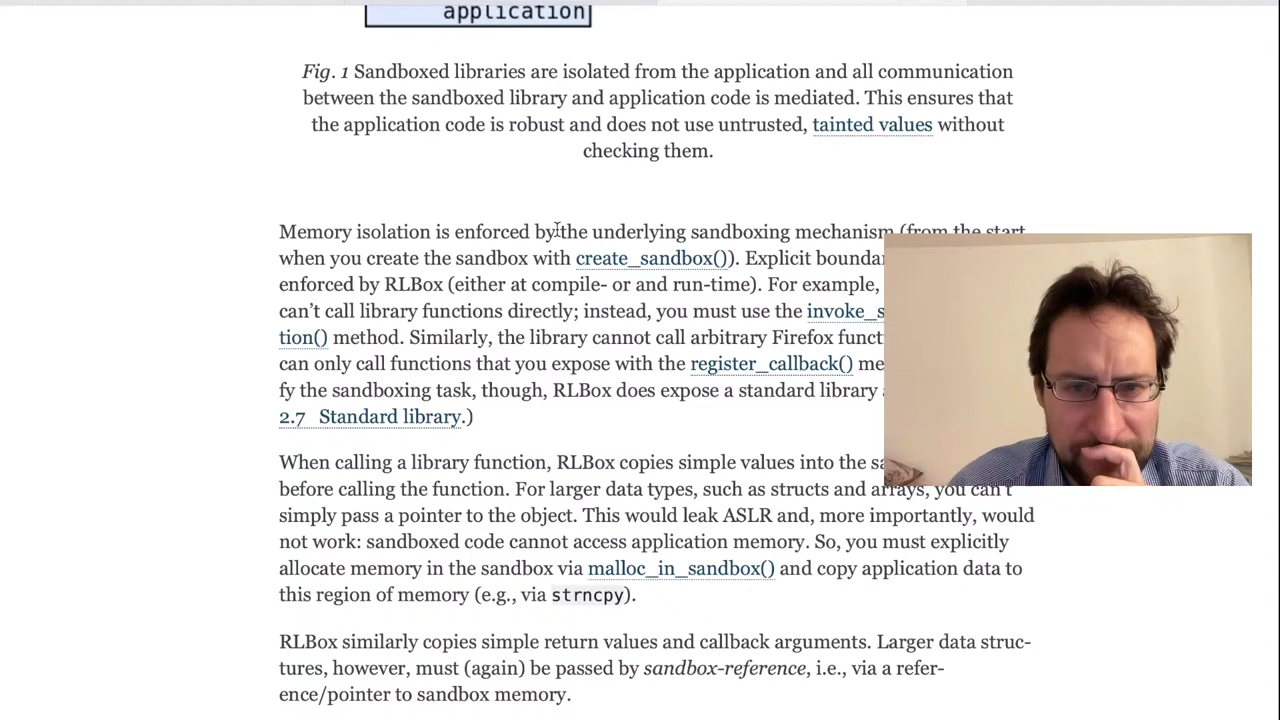 application
Fig. 1 Sandboxed libraries are isolated from the application and all communication
between the sandboxed library and application code is mediated. This ensures that
the application code is robust and does not use untrusted, tainted values without
checking them.
Memory isolation is enforced by the underlying sandboxing mechanism (from the start,
when you create the sandbox with create_sandbox()). Explicit
enforced by RLBox (either at compile- or and run-time). For example,
can’t call library functions directly; instead, you must use the
tion() method. Similarly, the library cannot call arbitrary Firefox
can only call functions that you expose with the register_callback()
fy the sandboxing task, though, RLBox does expose a standard library
2.7 Standard library.)
When calling a library function, RLBox copies simple values into the
before calling the function. For larger data types, such as structs and arrays, you can’t
simply pass a pointer to the object. This would leak ASLR and, more importantly, would
not work: sandboxed code cannot access application memory. So, you must explicitly
allocate memory in the sandbox via malloc_in_sandbox() and copy application data to
this region of memory (e.g., via strncpy).
RLBox similarly copies simple return values and callback arguments. Larger data struc-
tures, however, must (again) be passed by sandbox-reference, i.e., via a refer-
ence/pointer to sandbox memory.